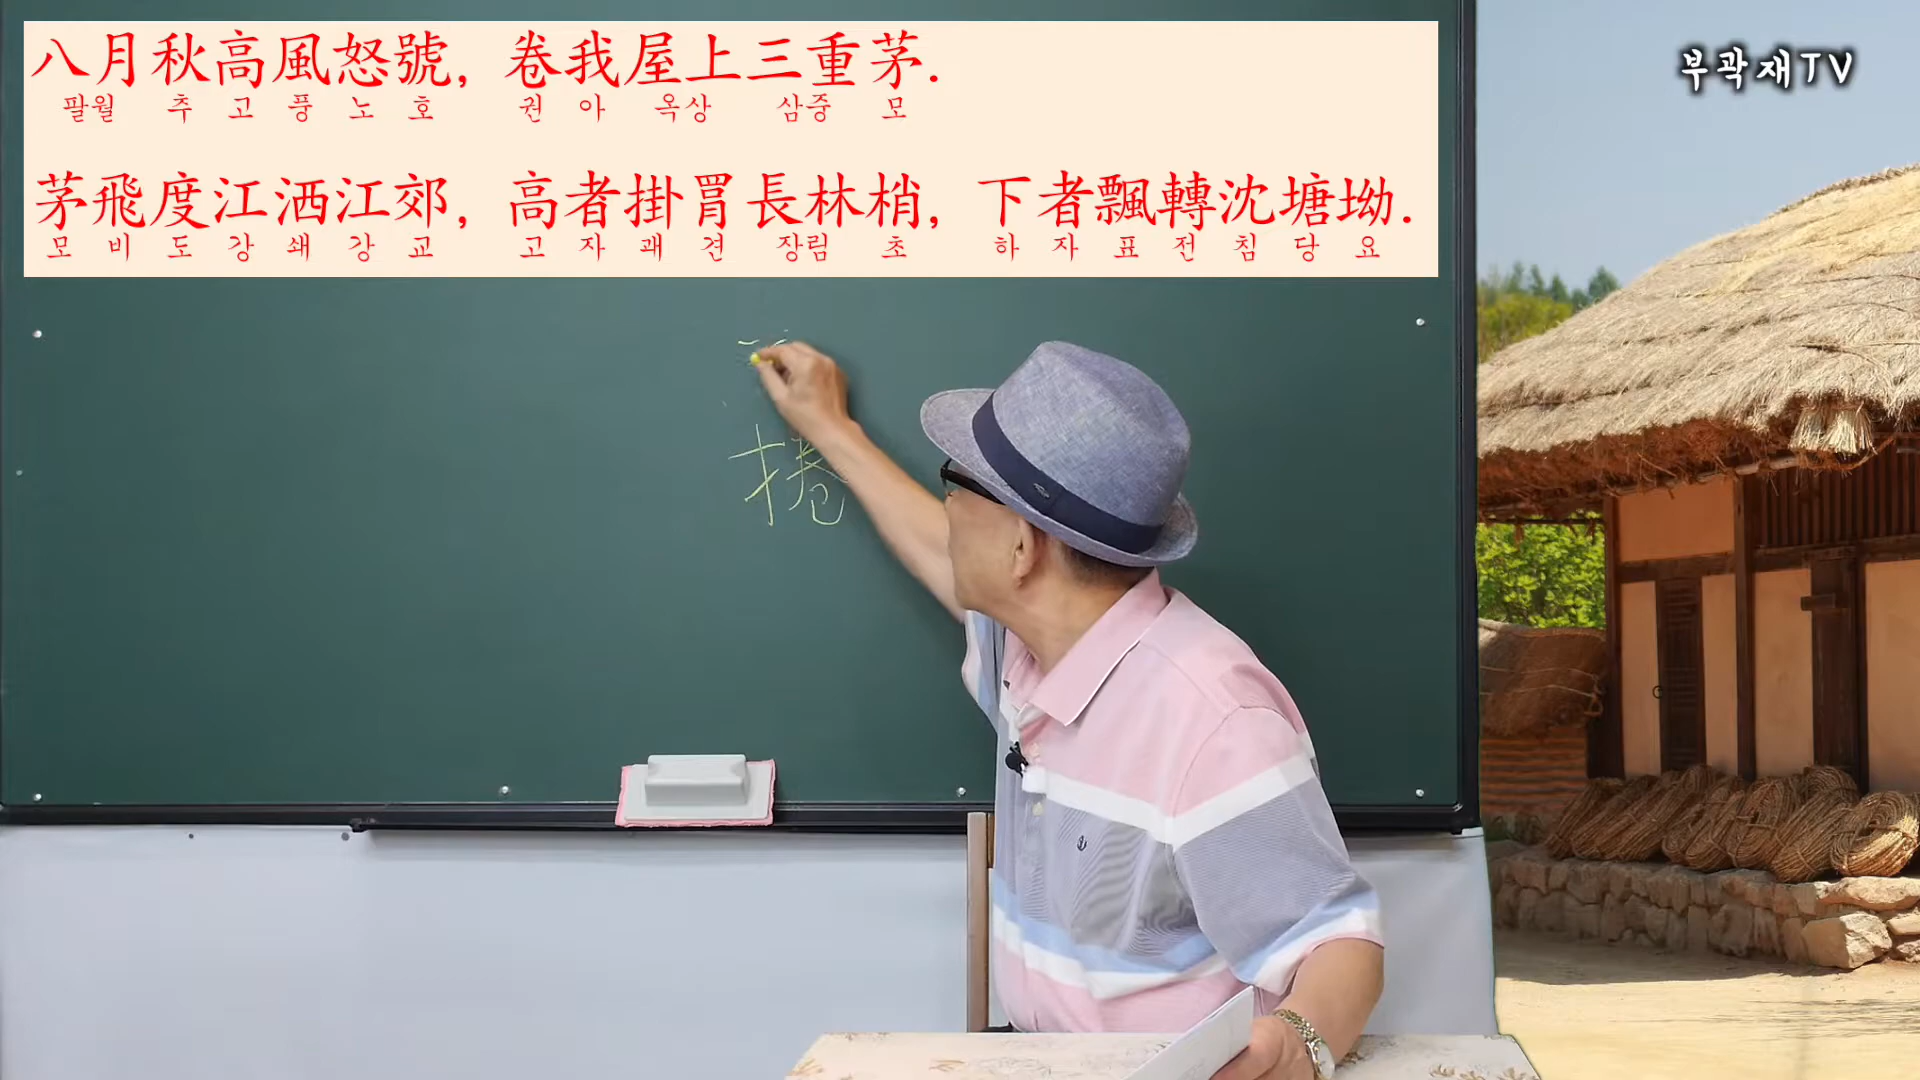 八月秋高風怒號, 卷我屋上三重茅.
팔월 추 고 풍 노 호 권 아 옥상 삼중 모
茅飛度江洒江郊, 高者掛罥長林梢, 下者飄轉沈塘坳.
모 비 도 강 쇄 강 교 고 자 괘 견 장림 초 하 자 표 전 침 당 요
부곽재TV
捲